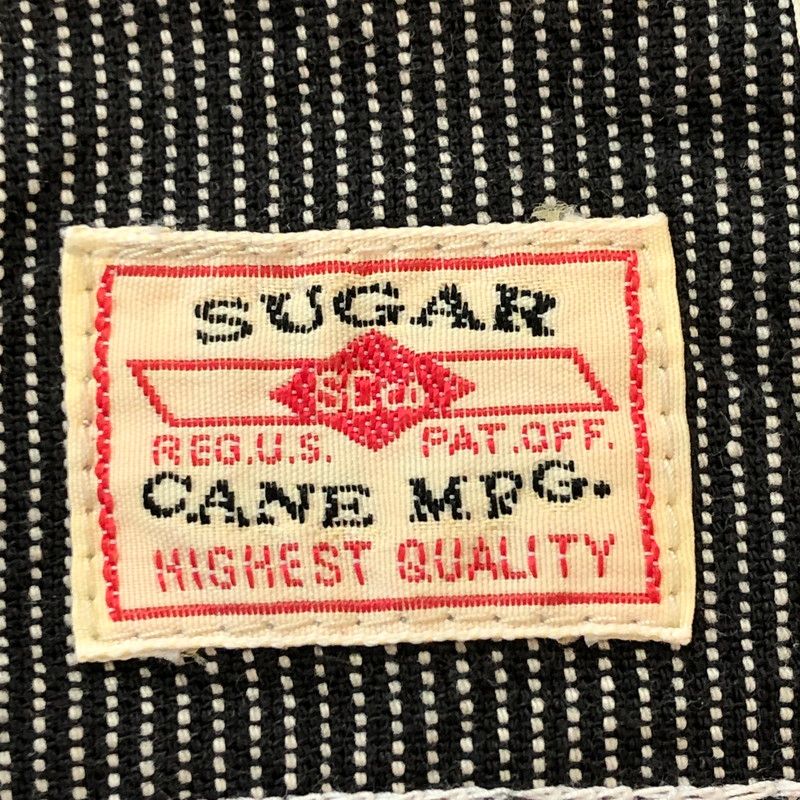 SUGAR
SCCo.
REG.U.S. PAT.OFF.
CANE MFG.
HIGHEST QUALITY